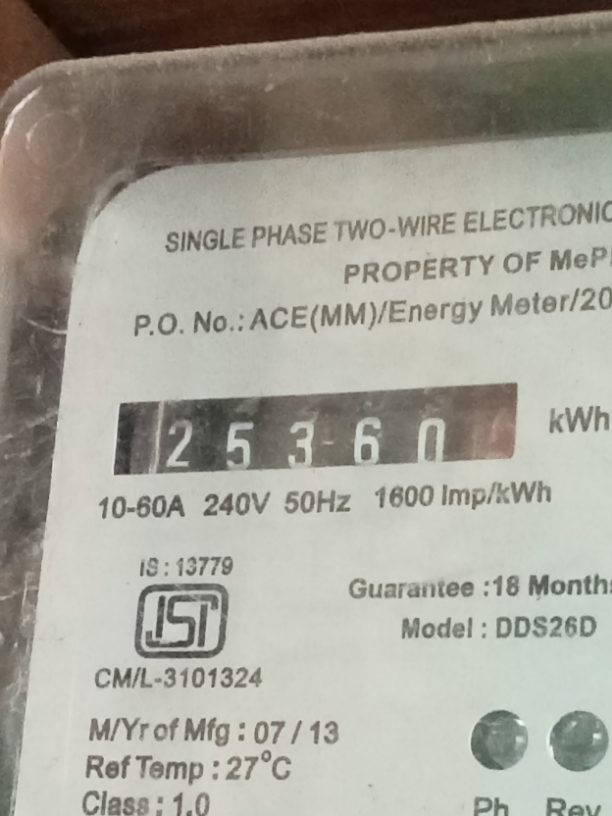 SINGLE PHASE TWO-WIRE ELECTRONIC
PROPERTY OF MeP
P.O. No.: ACE(MM)/Energy Meter/20
25360 kWh
10-60A 240V 50Hz 1600 Imp/kWh
IS : 13779
ISI
CM/L-3101324
Guarantee :18 Months
Model : DDS26D
M/Yr of Mfg : 07 / 13
Ref Temp : 27°C
Class : 1.0
Ph Rev